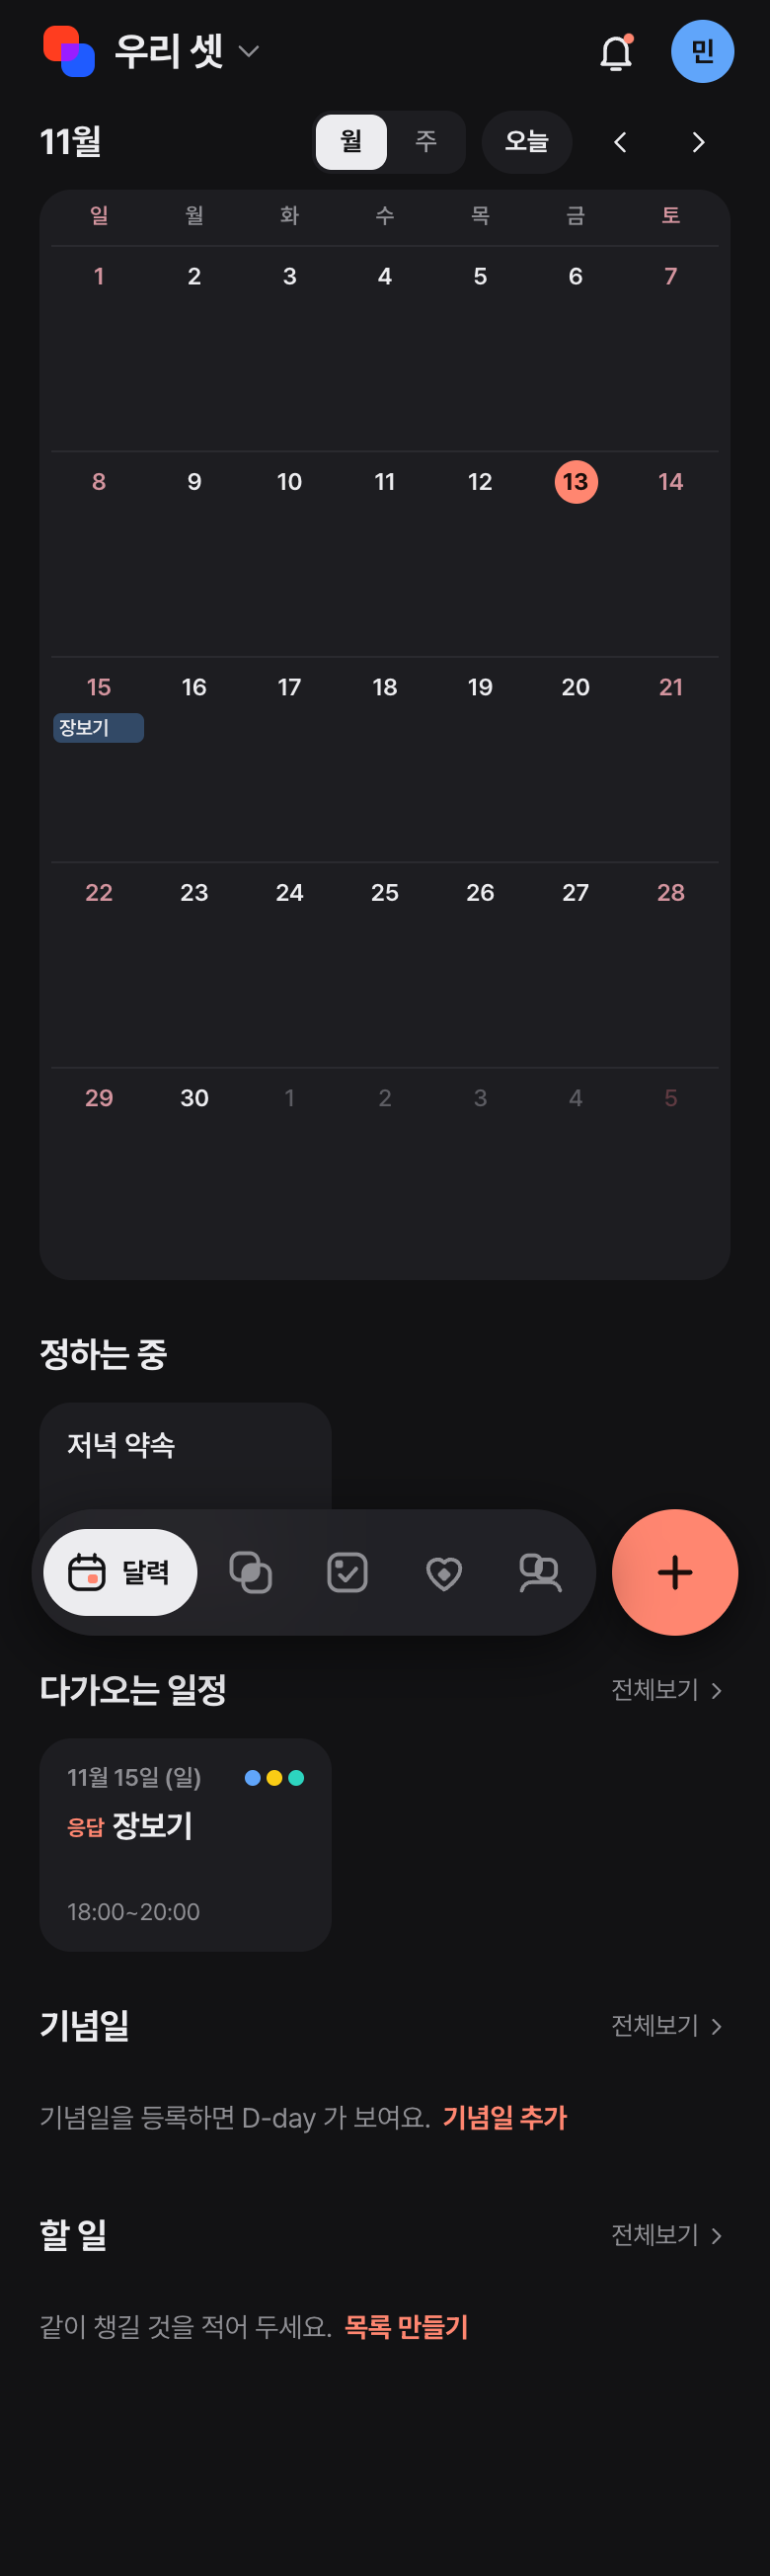 우리 셋
민
11월
월 주 오늘
일 월 화 수 목 금 토
1 2 3 4 5 6 7
8 9 10 11 12 13 14
15 16 17 18 19 20 21
장보기
22 23 24 25 26 27 28
29 30 1 2 3 4 5
정하는 중
저녁 약속
달력
다가오는 일정 전체보기
11월 15일 (일)
응답 장보기
18:00~20:00
기념일 전체보기
기념일을 등록하면 D-day 가 보여요. 기념일 추가
할 일 전체보기
같이 챙길 것을 적어 두세요. 목록 만들기